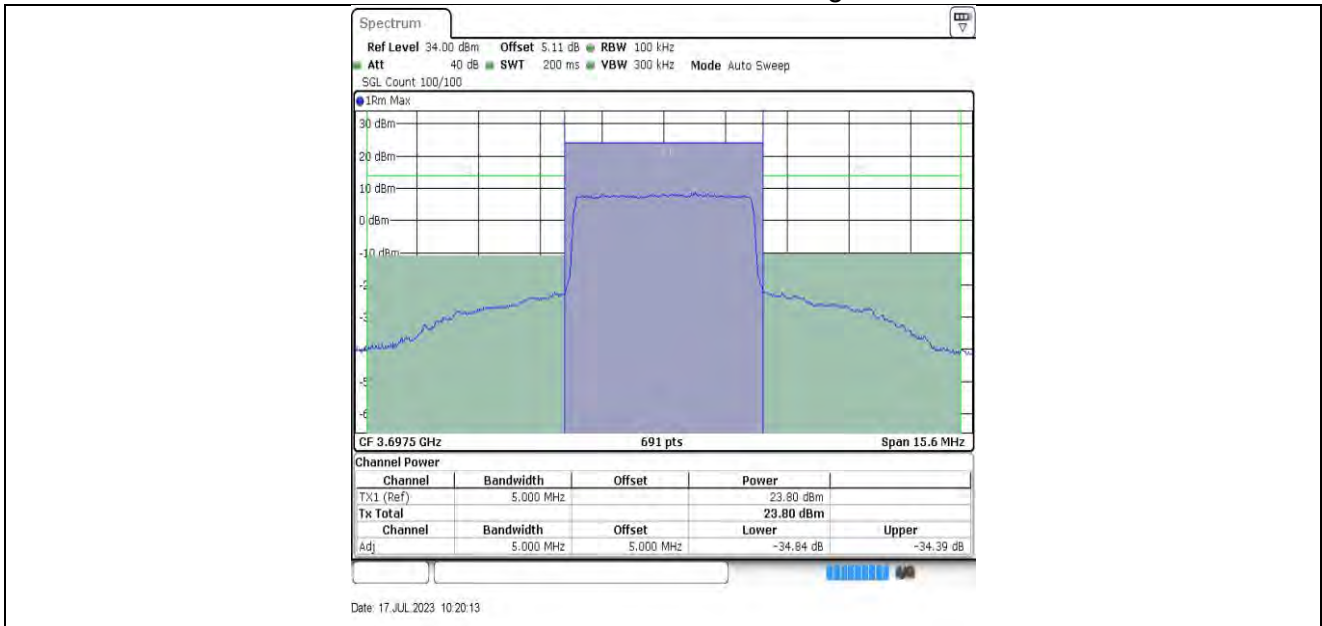 Spectrum
Ref Level 34.00 dBm Offset 5.11 dB RBW 100 kHz
Att 40 dB SWT 200 ms VBW 300 kHz Mode Auto Sweep
SGL Count 100/100
1Rm Max
30 dBm
20 dBm
10 dBm
0 dBm
-10 dBm
CF 3.6975 GHz 691 pts Span 15.6 MHz
Channel Power
Channel Bandwidth Offset Power
TX1 (Ref) 5.000 MHz 23.80 dBm
Tx Total 23.80 dBm
Channel Bandwidth Offset Lower Upper
Adj 5.000 MHz 5.000 MHz -34.84 dB -34.39 dB
Date: 17.JUL.2023 10:20:13